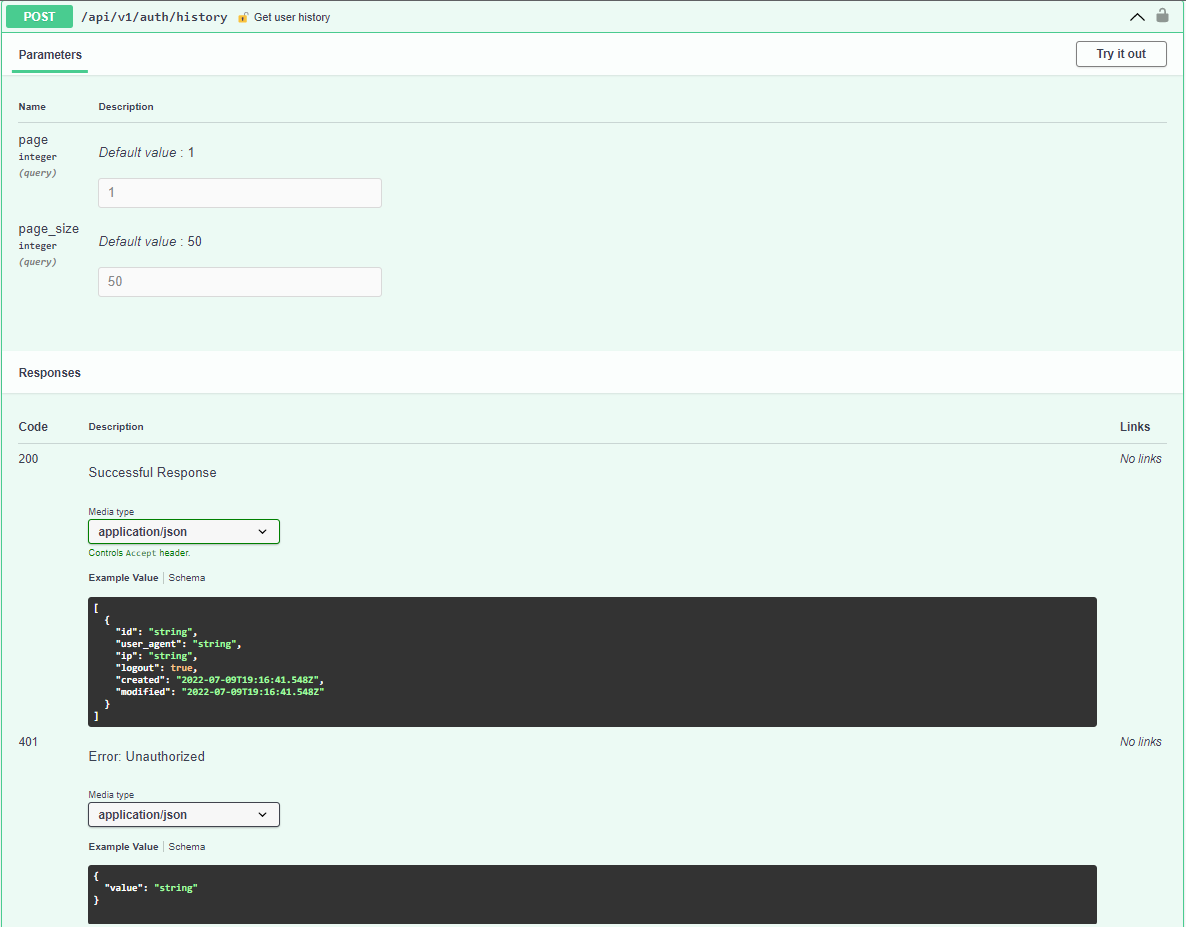 POST /api/v1/auth/history Get user history
Parameters
Try it out
Name Description
page
integer
(query)
Default value : 1
1
page_size
integer
(query)
Default value : 50
50
Responses
Code Description Links
200
Successful Response
No links
Media type
application/json
Controls Accept header.
Example Value Schema
[
{
"id": "string",
"user_agent": "string",
"ip": "string",
"logout": true,
"created": "2022-07-09T19:16:41.548Z",
"modified": "2022-07-09T19:16:41.548Z"
}
]
401
Error: Unauthorized
No links
Media type
application/json
Example Value Schema
{
"value": "string"
}